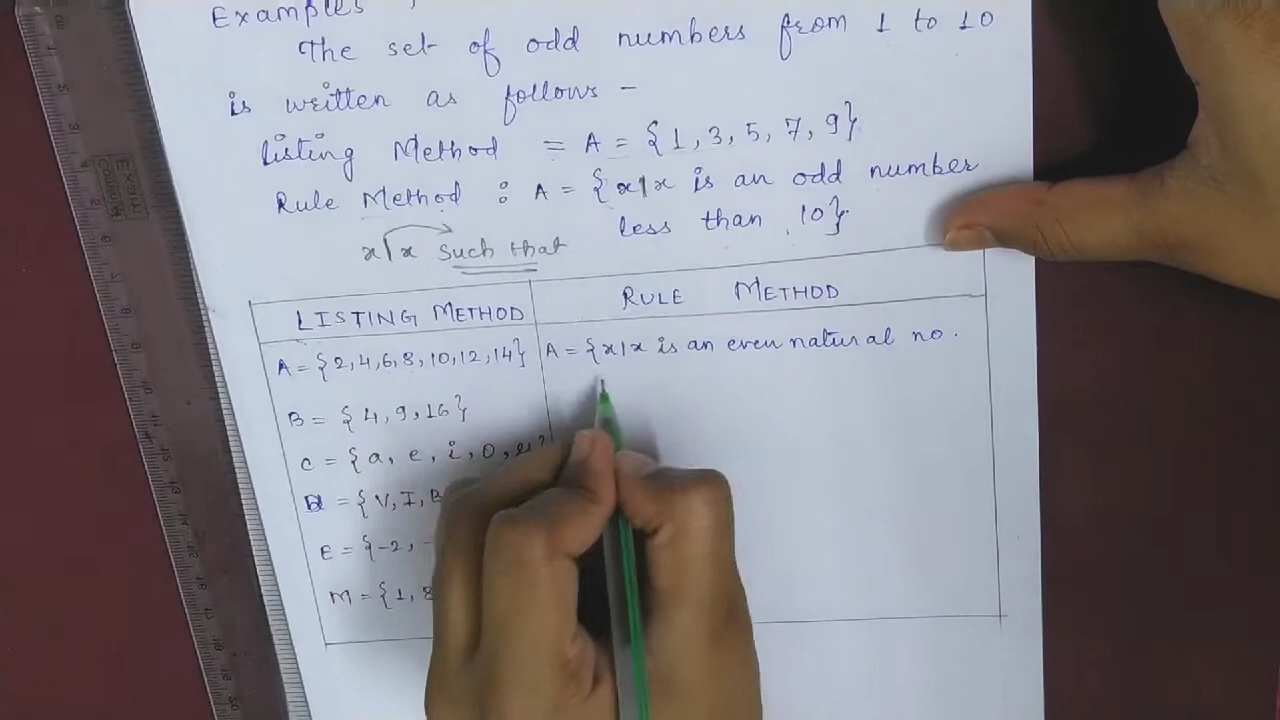 Examples
The set of odd numbers from 1 to 10
is written as follows -
Listing Method = A = {1, 3, 5, 7, 9}
Rule Method : A = {x|x is an odd number
less than 10}
x|x such that
LISTING METHOD
RULE METHOD
A = {2,4,6,8,10,12,14}
A = {x|x is an even natural no.
B = {4,9,16}
C = {a, e, i, o, u}
D = {V, I, B
E = {-2, -
M = {1, 8